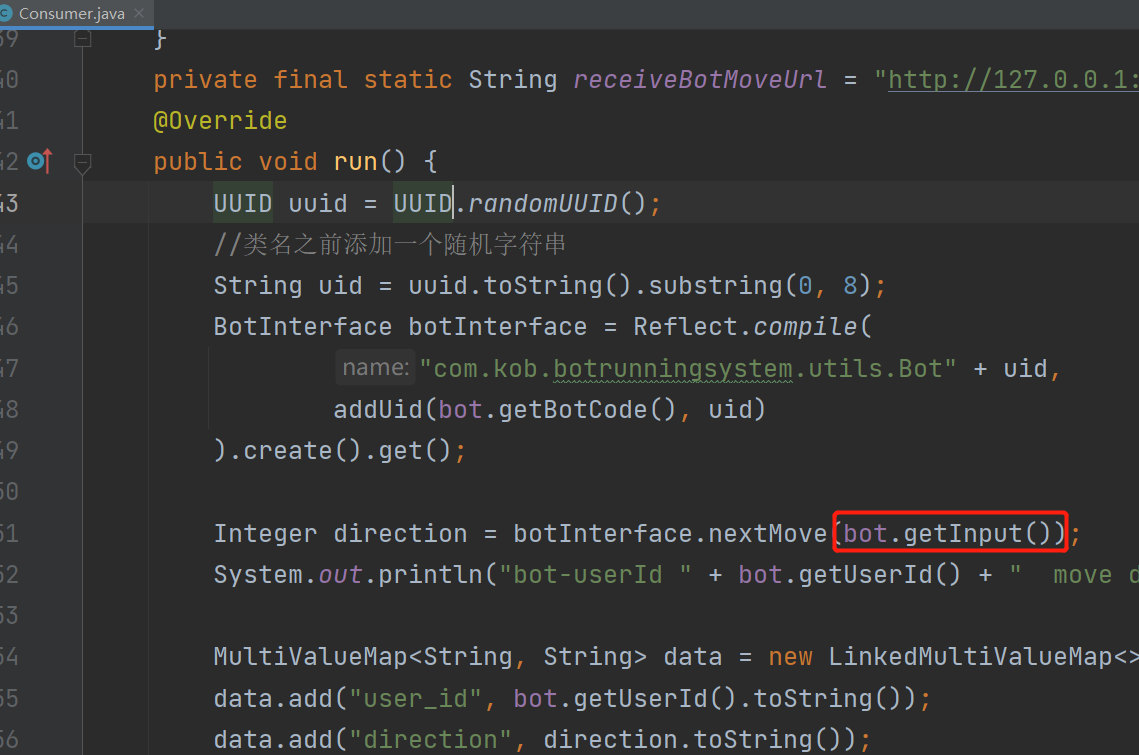 Consumer.java
39 }
40 private final static String receiveBotMoveUrl = "http://127.0.0.1:
41 @Override
42 public void run() {
43 UUID uuid = UUID.randomUUID();
44 //类名之前添加一个随机字符串
45 String uid = uuid.toString().substring(0, 8);
46 BotInterface botInterface = Reflect.compile(
47 name: "com.kob.botrunningsystem.utils.Bot" + uid,
48 addUid(bot.getBotCode(), uid)
49 ).create().get();
50
51 Integer direction = botInterface.nextMove(bot.getInput());
52 System.out.println("bot-userId " + bot.getUserId() + "  move d
53
54 MultiValueMap<String, String> data = new LinkedMultiValueMap<>
55 data.add("user_id", bot.getUserId().toString());
56 data.add("direction", direction.toString());